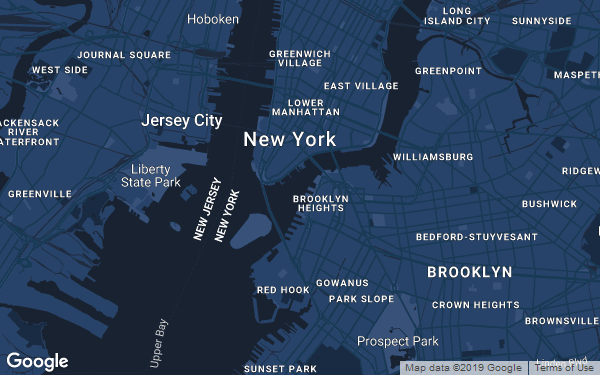 LONG
ISLAND CITY
SUNNYSIDE
Hoboken
JOURNAL SQUARE
GREENWICH
VILLAGE
WEST SIDE
GREENPOINT
MASPETH
EAST VILLAGE
LOWER
MANHATTAN
ACKENSACK
RIVER
ATERFRONT
Jersey City
New York
WILLIAMSBURG
Liberty
State Park
RIDGEW
GREENVILLE
BROOKLYN
HEIGHTS
BUSHWICK
NEW JERSEY
NEW YORK
BEDFORD-STUYVESANT
BROOKLYN
GOWANUS
RED HOOK
PARK SLOPE
CROWN HEIGHTS
BROWNSVILLE
Upper Bay
Prospect Park
Linden Blvd
Google
SUNSET PARK
Map data ©2019 Google
Terms of Use